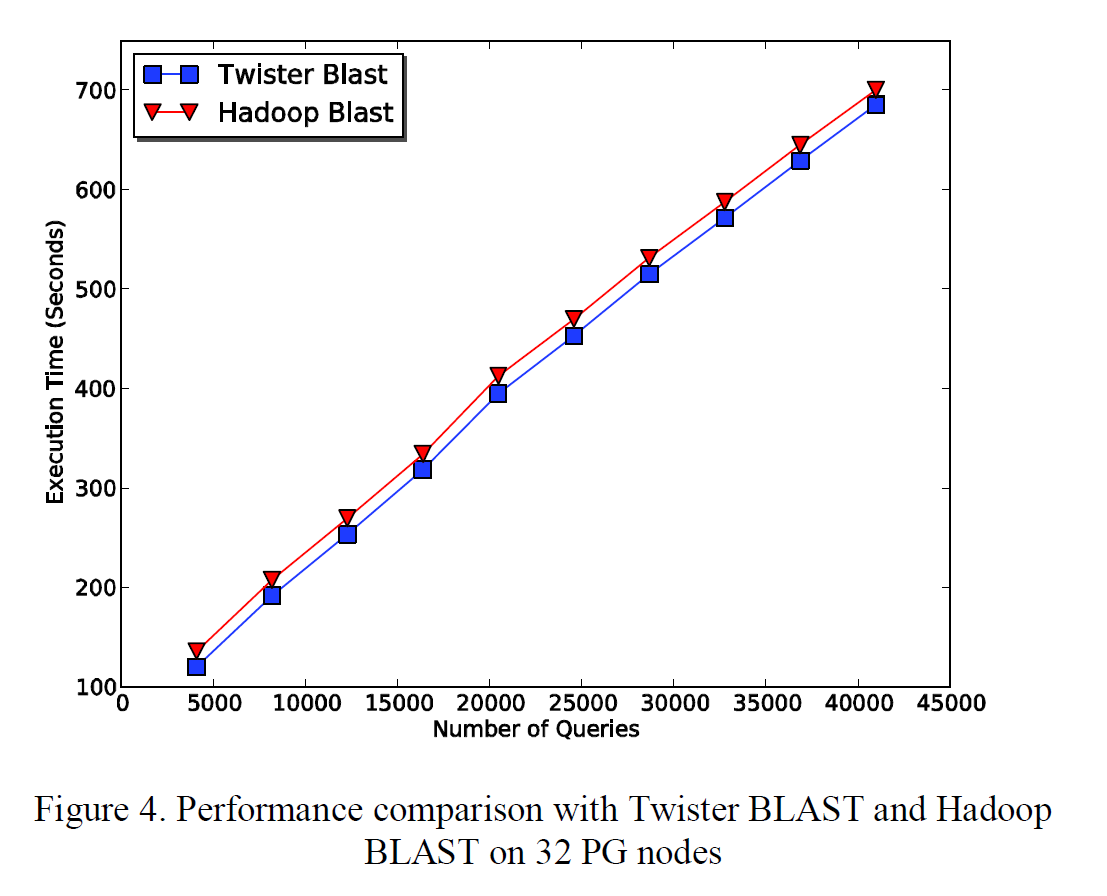 Twister Blast
Hadoop Blast
700
600
500
400
300
200
100
Execution Time (Seconds)
0 5000 10000 15000 20000 25000 30000 35000 40000 45000
Number of Queries
Figure 4. Performance comparison with Twister BLAST and Hadoop
BLAST on 32 PG nodes